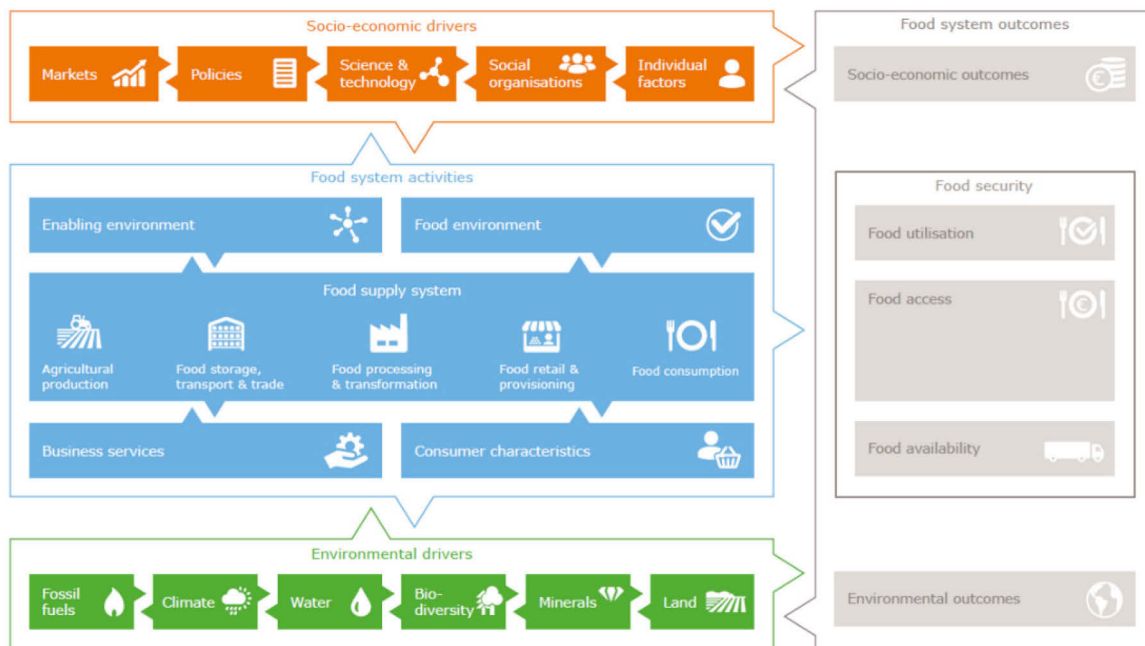 Socio-economic drivers
Markets
Policies
Science &
technology
Social
organisations
Individual
factors
Food system activities
Enabling environment
Food environment
Food supply system
Agricultural
production
Food storage,
transport & trade
Food processing
& transformation
Food retail &
provisioning
Food consumption
Business services
Consumer characteristics
Environmental drivers
Fossil
fuels
Climate
Water
Bio-
diversity
Minerals
Land
Food system outcomes
Socio-economic outcomes
€
Food security
Food utilisation
Food access
€
Food availability
Environmental outcomes